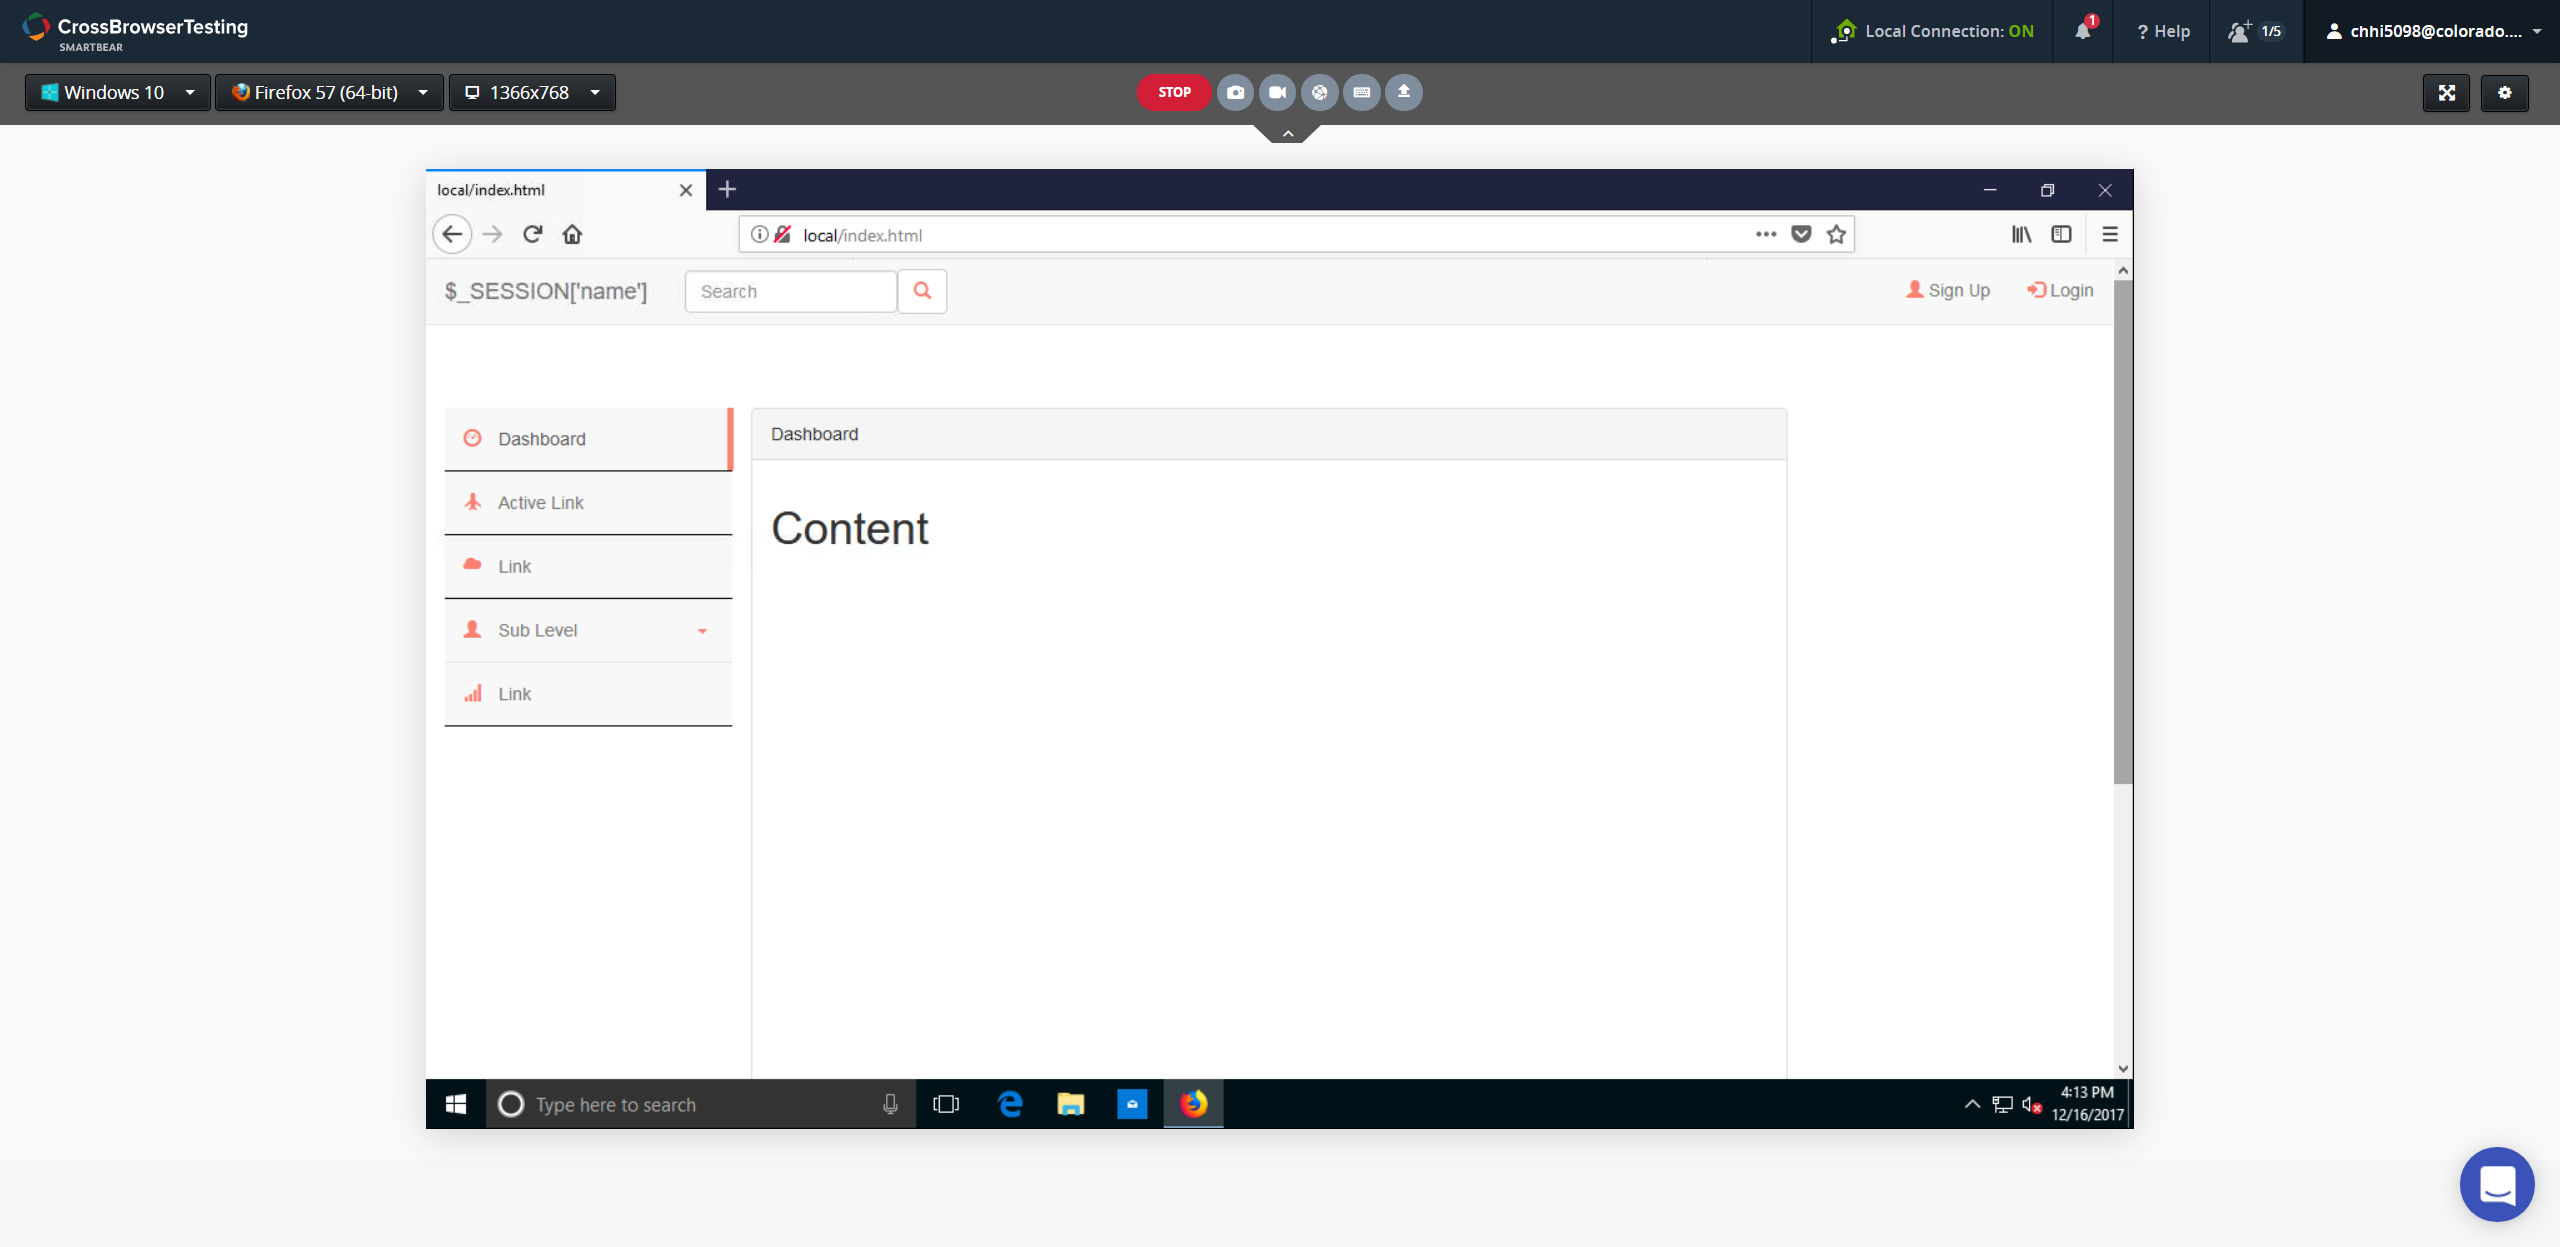 CrossBrowserTesting
SMARTBEAR
Local Connection: ON
1
? Help
1/5
chhi5098@colorado....
Windows 10
Firefox 57 (64-bit)
1366x768
STOP
local/index.html
local/index.html
$_SESSION['name']
Search
Sign Up
Login
Dashboard
Active Link
Link
Sub Level
Link
Dashboard
Content
Type here to search
4:13 PM
12/16/2017